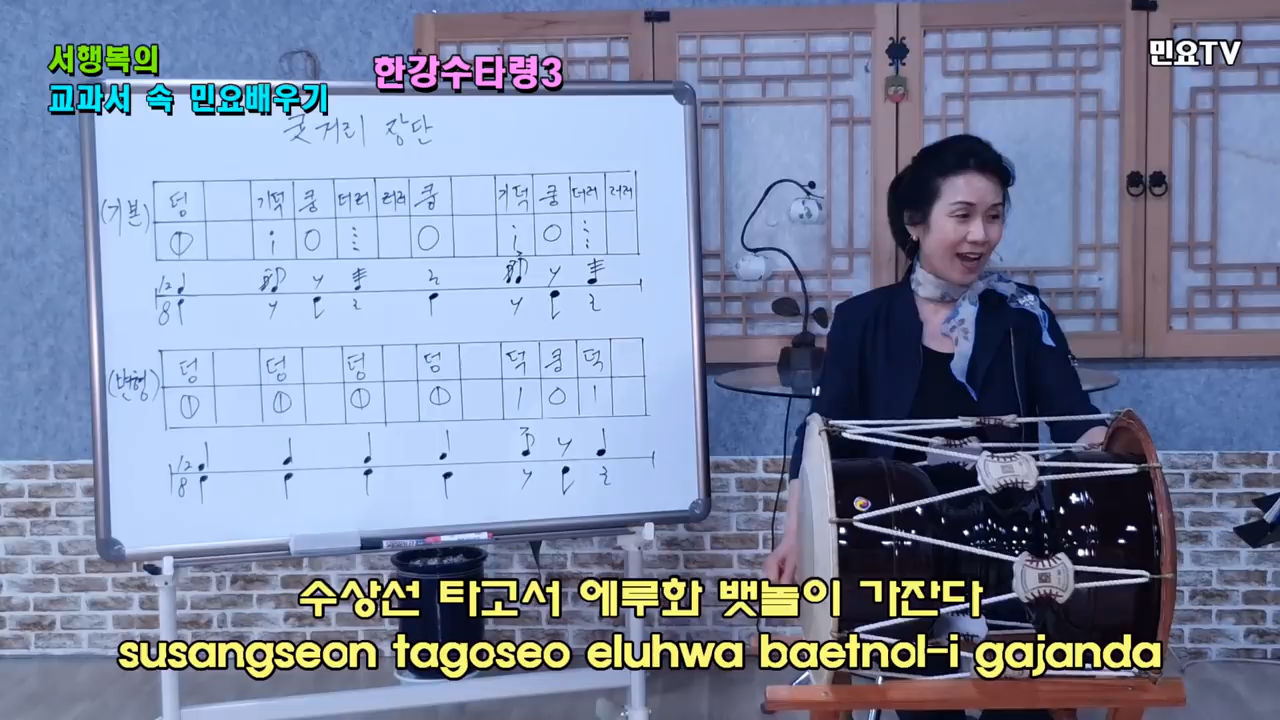 서행복의
교과서 속 민요배우기
한강수타령3
민요TV
굿거리 장단
(기본) 덩 기덕 쿵 더러 러러 쿵 기덕 쿵 더러 러러
12
8
(변형) 덩 덩 덩 덩 덕 쿵 덕
12
8
수상선 타고서 에루화 뱃놀이 가잔다
susangseon tagoseo eluhwa baetnol-i gajanda